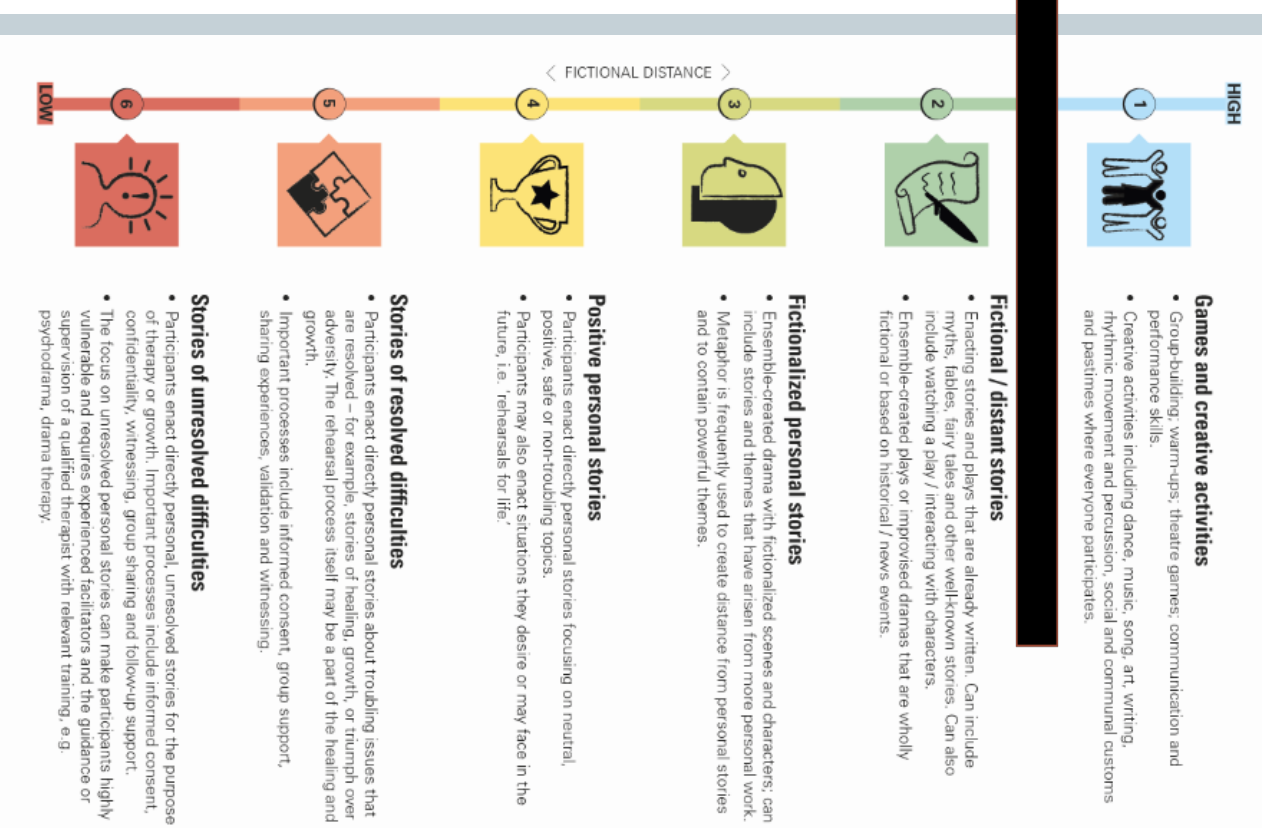 HIGH
〈 FICTIONAL DISTANCE 〉
1
Games and creative activities
• Group-building; warm-ups; theatre games; communication and
performance skills.
• Creative activities including dance, music, song, art, writing,
rhythmic movement and percussion, social and communal customs
and pastimes where everyone participates.
2
Fictional / distant stories
• Enacting stories and plays that are already written. Can include
myths, fables, fairy tales and other well-known stories. Can also
include watching a play / interacting with characters.
• Ensemble-created plays or improvised dramas that are wholly
fictional or based on historical / news events.
3
Fictionalized personal stories
• Ensemble-created drama with fictionalized scenes and characters; can
include stories and themes that have arisen from more personal work.
• Metaphor is frequently used to create distance from personal stories
and to contain powerful themes.
4
Positive personal stories
• Participants enact directly personal stories focusing on neutral,
positive, safe or non-troubling topics.
• Participants may also enact situations they desire or may face in the
future, i.e. 'rehearsals for life.'
5
Stories of resolved difficulties
• Participants enact directly personal stories about troubling issues that
are resolved – for example, stories of healing, growth, or triumph over
adversity. The rehearsal process itself may be a part of the healing and
growth.
• Important processes include informed consent, group support,
sharing experiences, validation and witnessing.
6
Stories of unresolved difficulties
• Participants enact directly personal, unresolved stories for the purpose
of therapy or growth. Important processes include informed consent,
confidentiality, witnessing, group sharing and follow-up support.
• The focus on unresolved personal stories can make participants highly
vulnerable and requires experienced facilitators and the guidance or
supervision of a qualified therapist with relevant training, e.g.
psychodrama, drama therapy.
LOW